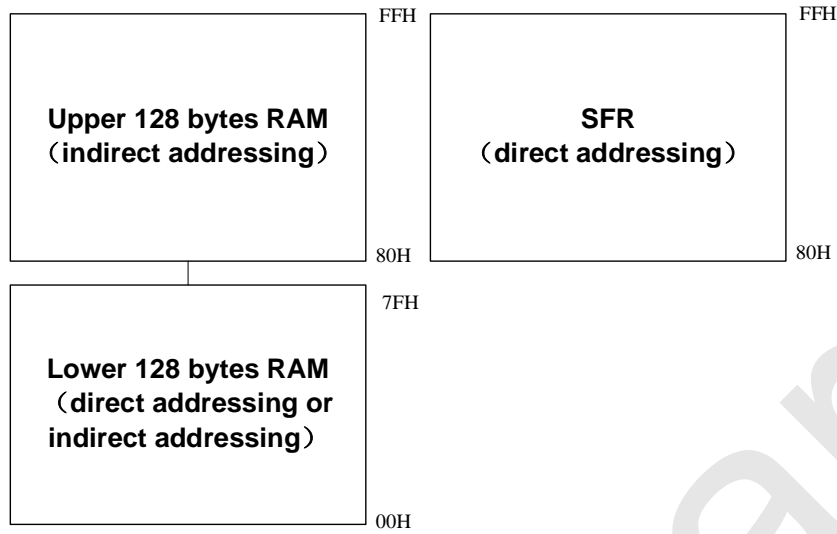 FFH
Upper 128 bytes RAM
（indirect addressing）
80H
FFH
SFR
（direct addressing）
80H
7FH
Lower 128 bytes RAM
（direct addressing or
indirect addressing）
00H